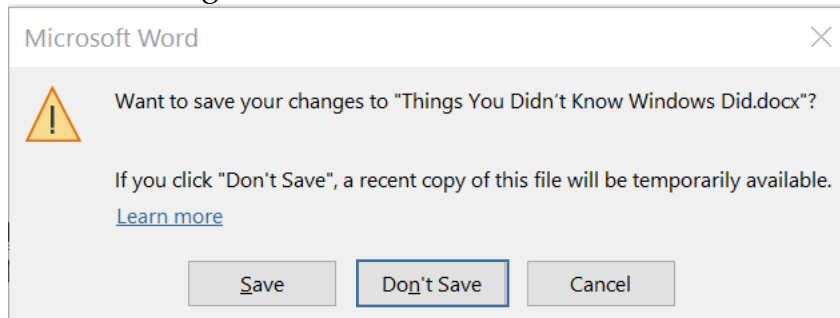 Microsoft Word
Want to save your changes to "Things You Didn't Know Windows Did.docx"?
If you click "Don't Save", a recent copy of this file will be temporarily available.
Learn more
Save Don't Save Cancel